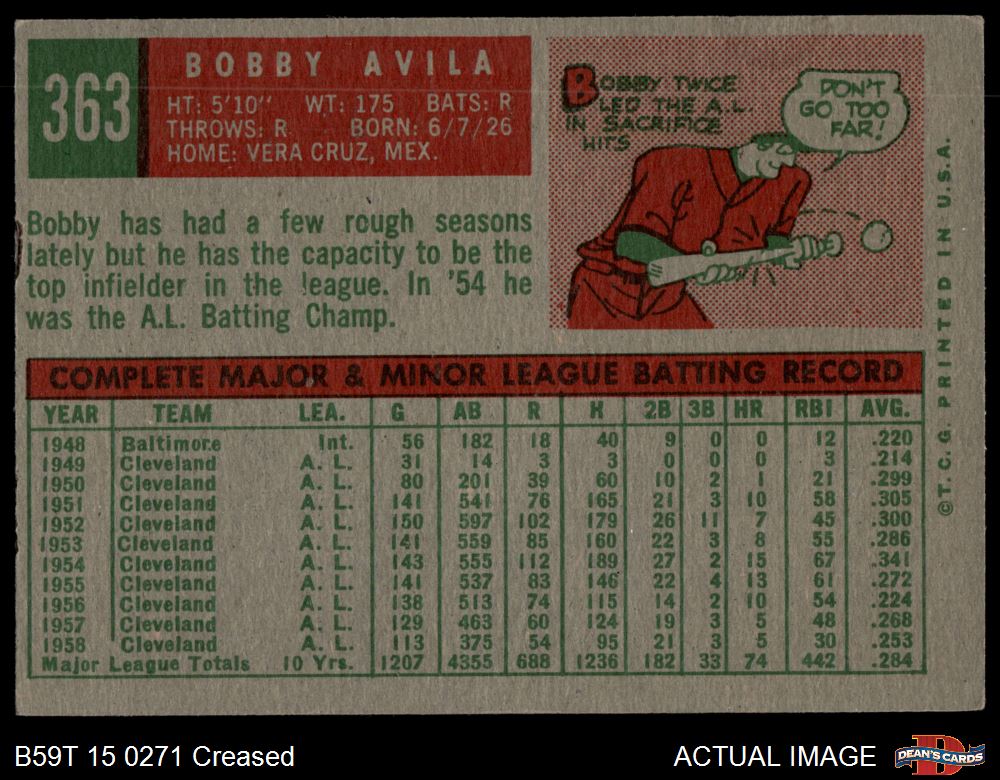 363
BOBBY AVILA
HT: 5'10" WT: 175 BATS: R
THROWS: R BORN: 6/7/26
HOME: VERA CRUZ, MEX.
BOBBY TWICE
LED THE A.L.
IN SACRIFICE
HITS
DON'T
GO TOO
FAR!
Bobby has had a few rough seasons
lately but he has the capacity to be the
top infielder in the league. In '54 he
was the A.L. Batting Champ.
©T.C.G. PRINTED IN U.S.A.
COMPLETE MAJOR & MINOR LEAGUE BATTING RECORD
YEAR TEAM LEA. G AB R H 2B 3B HR RBI AVG.
1948 Baltimore Int. 56 182 18 40 9 0 0 12 .220
1949 Cleveland A. L. 31 14 3 3 0 0 0 3 .214
1950 Cleveland A. L. 80 201 39 60 10 2 1 21 .299
1951 Cleveland A. L. 141 541 76 165 21 3 10 58 .305
1952 Cleveland A. L. 150 597 102 179 26 11 7 45 .300
1953 Cleveland A. L. 141 559 85 160 22 3 8 55 .286
1954 Cleveland A. L. 143 555 112 189 27 2 15 67 .341
1955 Cleveland A. L. 141 537 83 146 22 4 13 61 .272
1956 Cleveland A. L. 138 513 74 115 14 2 10 54 .224
1957 Cleveland A. L. 129 463 60 124 19 3 5 48 .268
1958 Cleveland A. L. 113 375 54 95 21 3 5 30 .253
Major League Totals 10 Yrs. 1207 4355 688 1236 182 33 74 442 .284
B59T 15 0271 Creased
ACTUAL IMAGE
DEAN'S CARDS